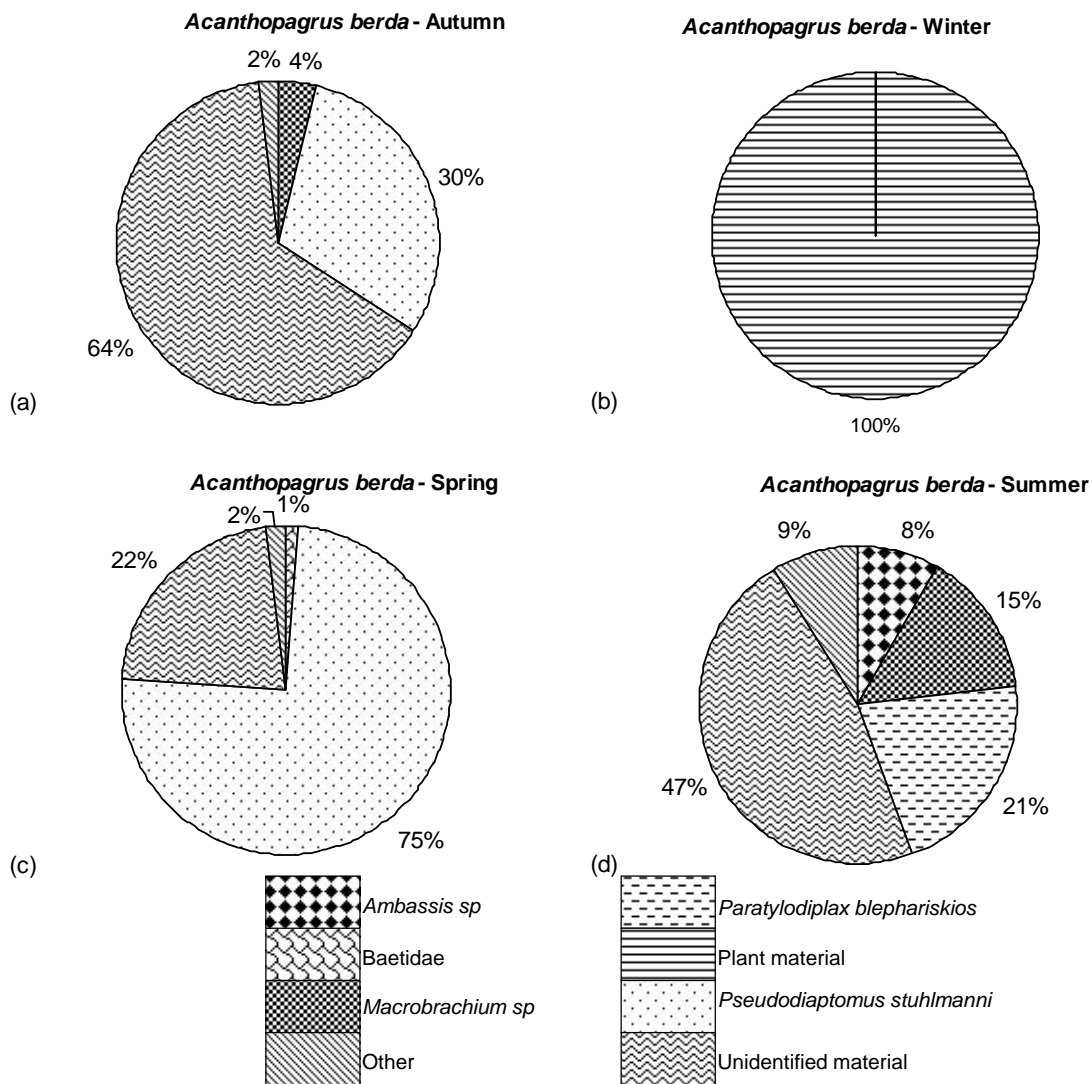 Acanthopagrus berda - Autumn
2%
4%
30%
64%
(a)
Acanthopagrus berda - Winter
100%
(b)
Acanthopagrus berda - Spring
2%
1%
22%
75%
(c)
Acanthopagrus berda - Summer
9%
8%
15%
47%
21%
(d)
Ambassis sp
Baetidae
Macrobrachium sp
Other
Paratylodiplax blephariskios
Plant material
Pseudodiaptomus stuhlmanni
Unidentified material